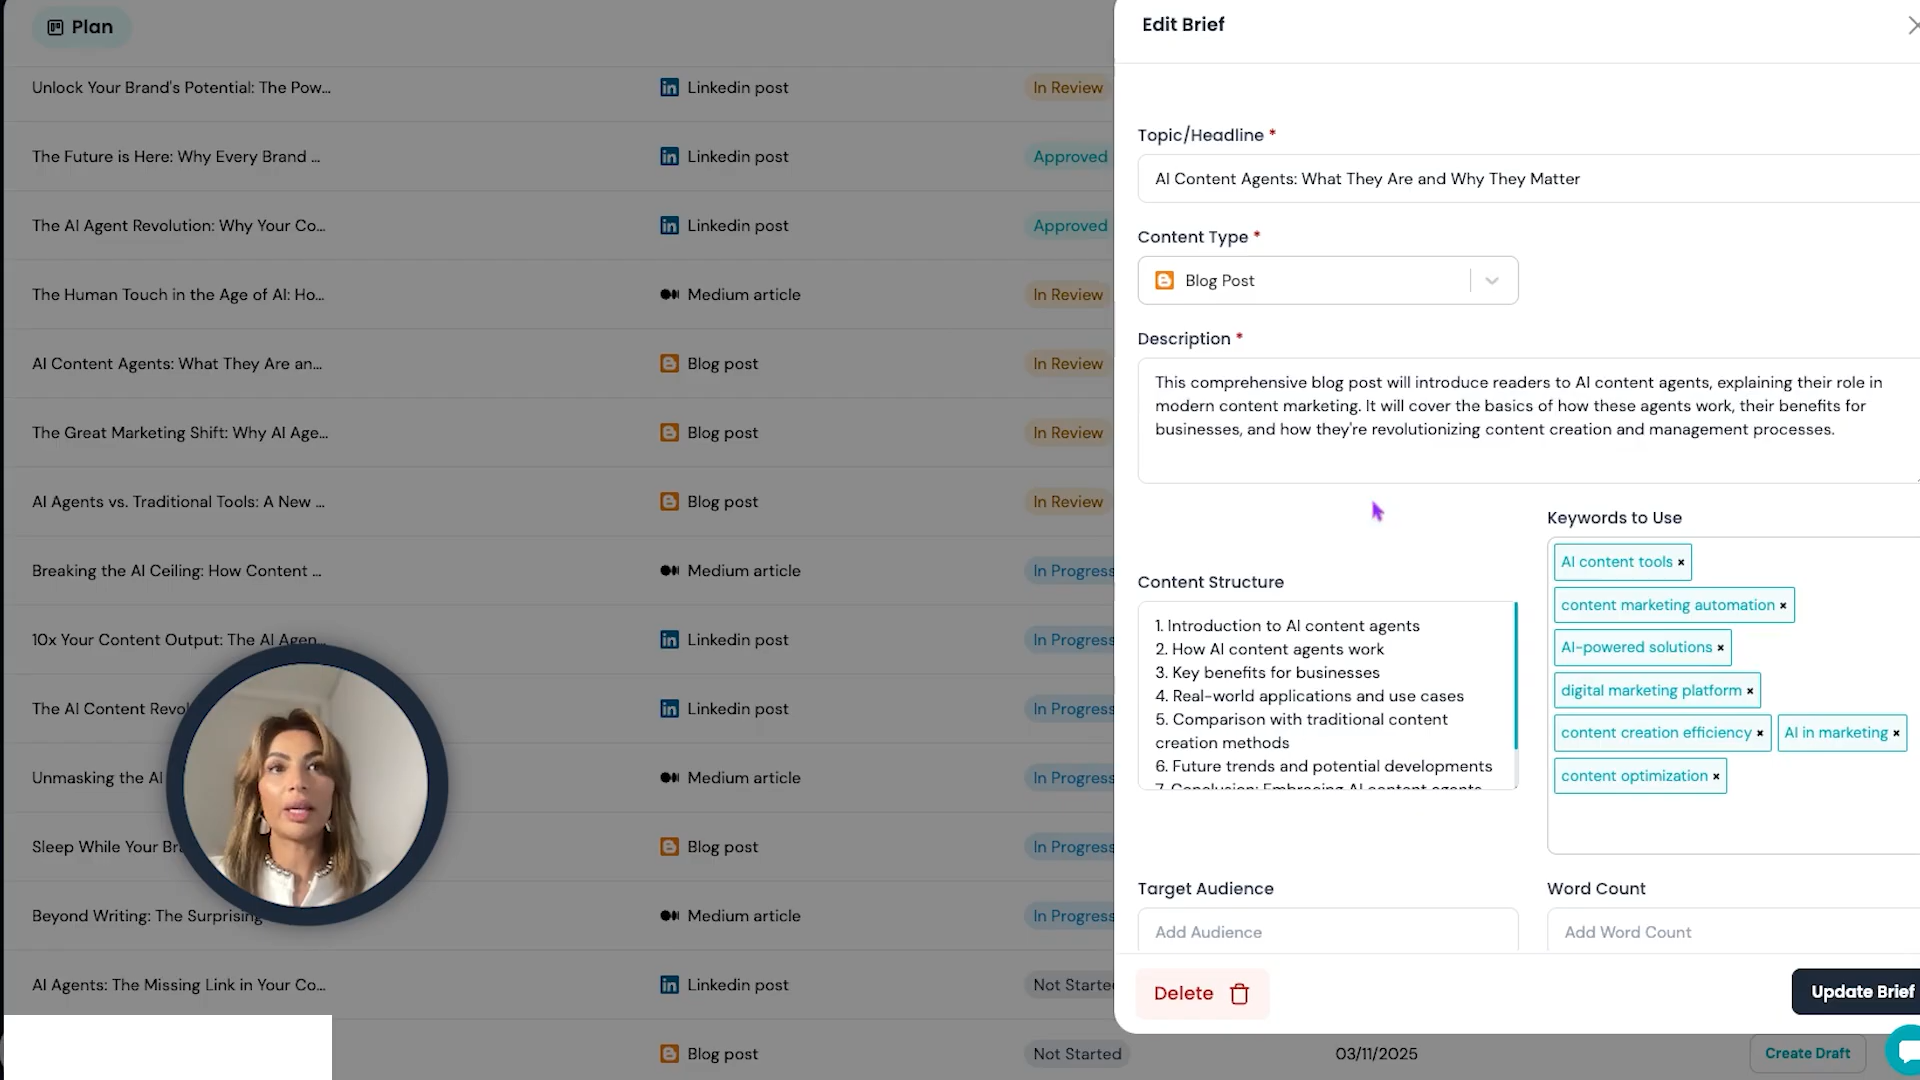 Plan
Unlock Your Brand's Potential: The Pow...
Linkedin post
In Review
The Future is Here: Why Every Brand ...
Linkedin post
Approved
The AI Agent Revolution: Why Your Co...
Linkedin post
Approved
The Human Touch in the Age of AI: Ho...
Medium article
In Review
AI Content Agents: What They Are an...
Blog post
In Review
The Great Marketing Shift: Why AI Age...
Blog post
In Review
AI Agents vs. Traditional Tools: A New ...
Blog post
In Review
Breaking the AI Ceiling: How Content ...
Medium article
In Progress
10x Your Content Output: The AI Agen...
Linkedin post
In Progress
The AI Content Revol
Linkedin post
In Progress
Unmasking the AI
Medium article
In Progress
Sleep While Your Br
Blog post
In Progress
Beyond Writing: The Surprising
Medium article
In Progress
AI Agents: The Missing Link in Your Co...
Linkedin post
Not Starte
Blog post
Not Started
03/11/2025
Create Draft
Edit Brief
Topic/Headline *
AI Content Agents: What They Are and Why They Matter
Content Type *
Blog Post
Description *
This comprehensive blog post will introduce readers to AI content agents, explaining their role in
modern content marketing. It will cover the basics of how these agents work, their benefits for
businesses, and how they're revolutionizing content creation and management processes.
Content Structure
1. Introduction to AI content agents
2. How AI content agents work
3. Key benefits for businesses
4. Real-world applications and use cases
5. Comparison with traditional content
creation methods
6. Future trends and potential developments
7. Conclusion: Embracing AI content agents
Keywords to Use
AI content tools ×
content marketing automation ×
AI-powered solutions ×
digital marketing platform ×
content creation efficiency ×
AI in marketing ×
content optimization ×
Target Audience
Add Audience
Word Count
Add Word Count
Delete
Update Brief